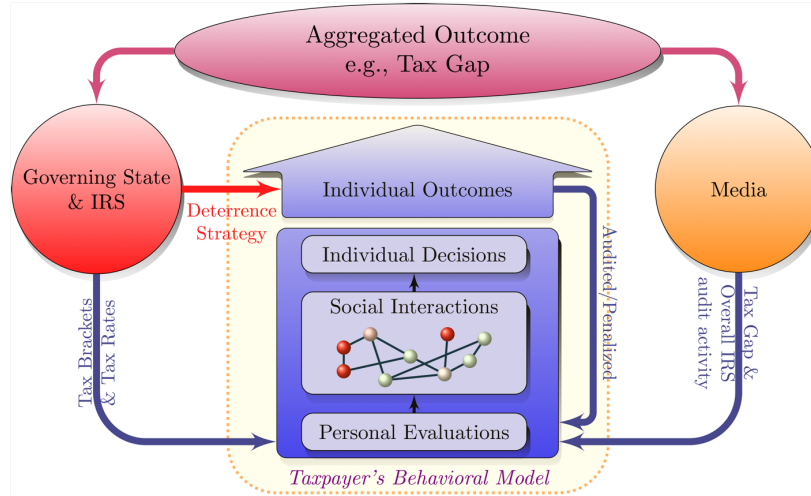 Aggregated Outcome
e.g., Tax Gap
Governing State
& IRS
Deterrence
Strategy
Individual Outcomes
Media
Individual Decisions
Social Interactions
Personal Evaluations
Audited/Penalized
Tax Brackets
& Tax Rates
Tax Gap &
Overall IRS
audit activity
Taxpayer's Behavioral Model